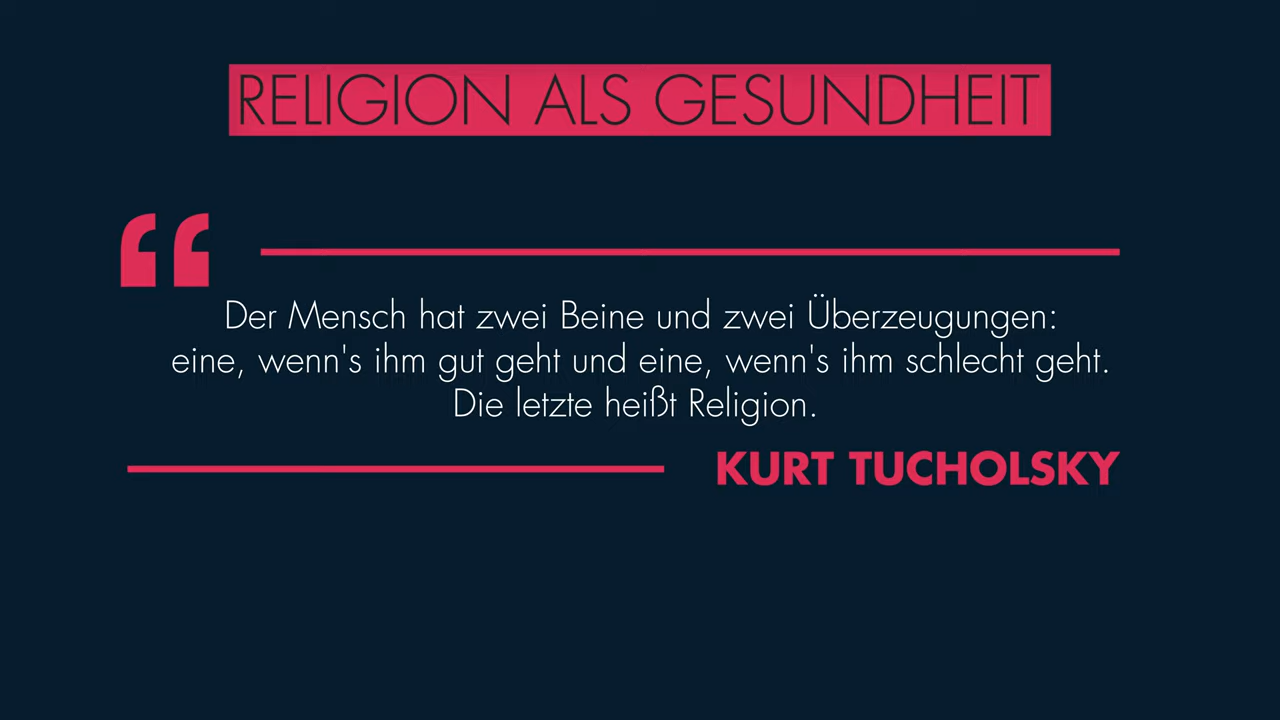 RELIGION ALS GESUNDHEIT
“
Der Mensch hat zwei Beine und zwei Überzeugungen:
eine, wenn's ihm gut geht und eine, wenn's ihm schlecht geht.
Die letzte heißt Religion.
KURT TUCHOLSKY